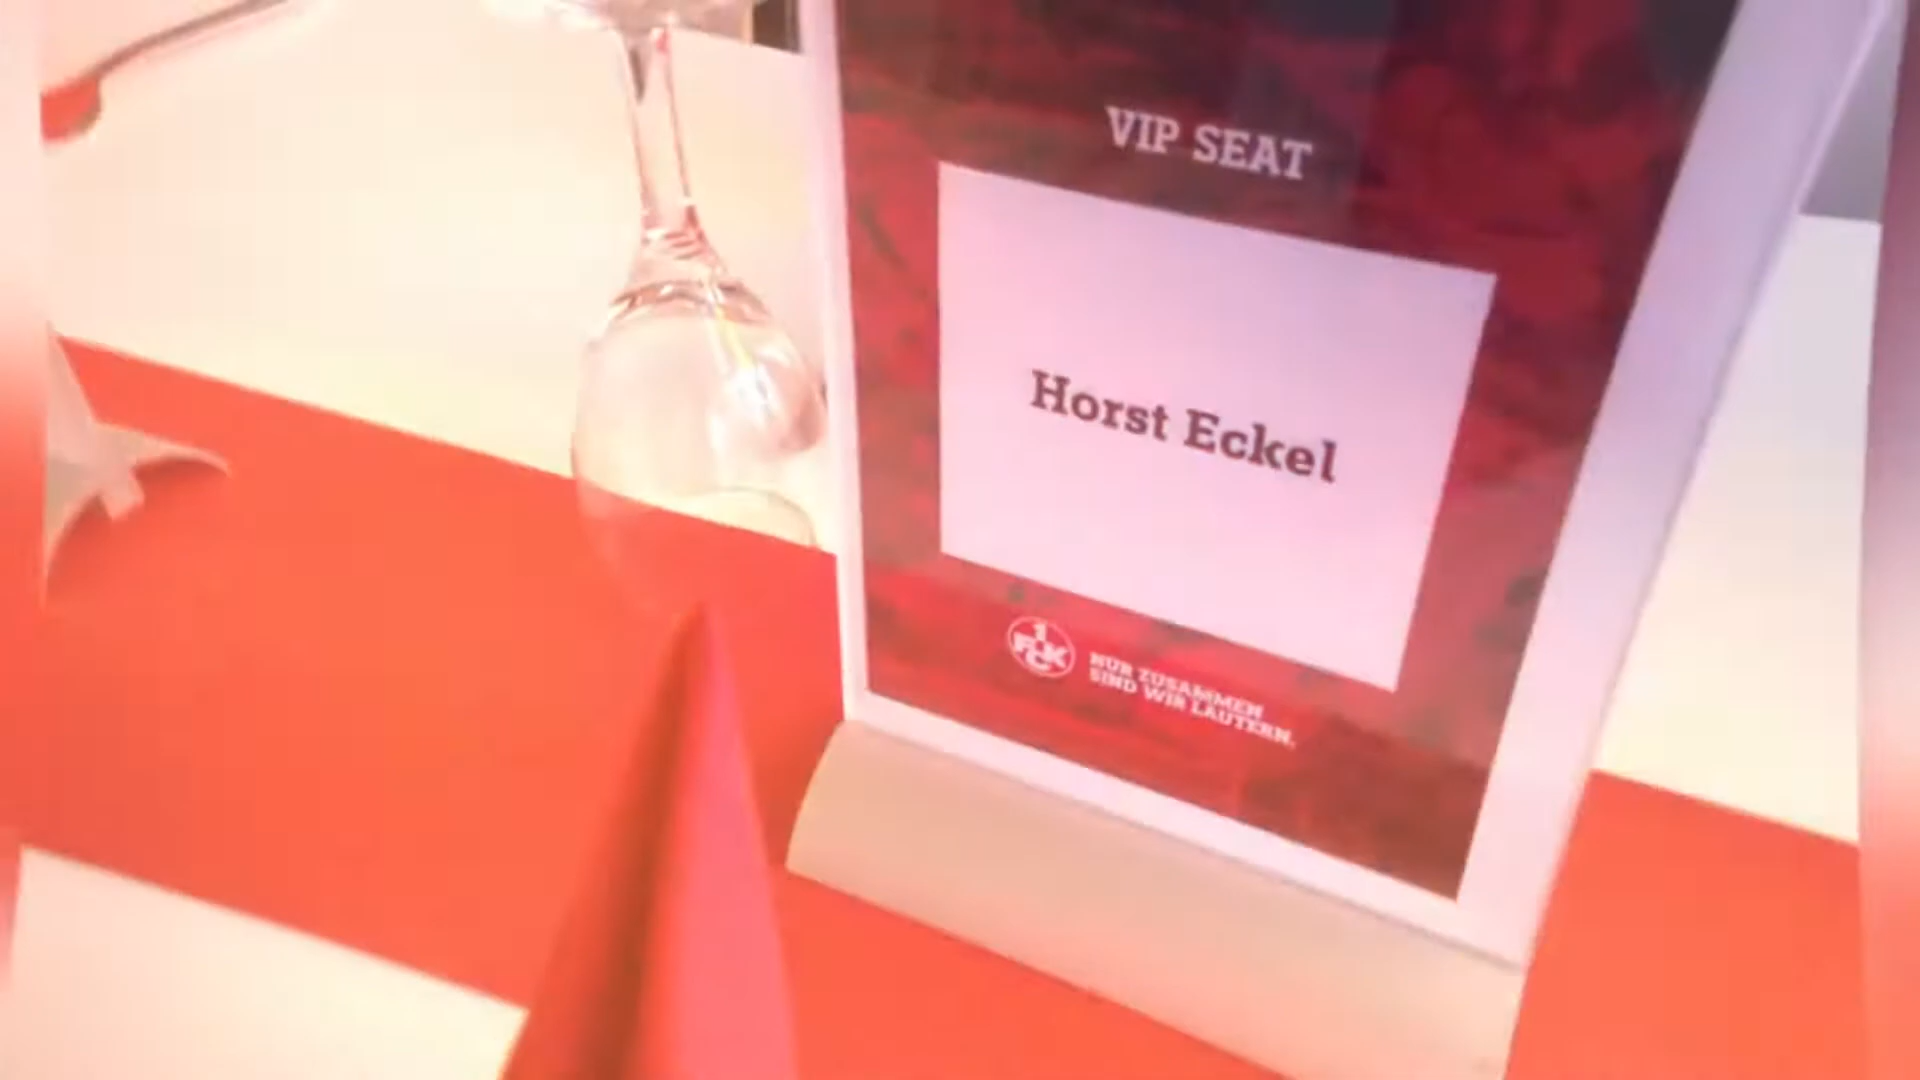 VIP SEAT
Horst Eckel
1
FCK
NUR ZUSAMMEN
SIND WIR LAUTERN.